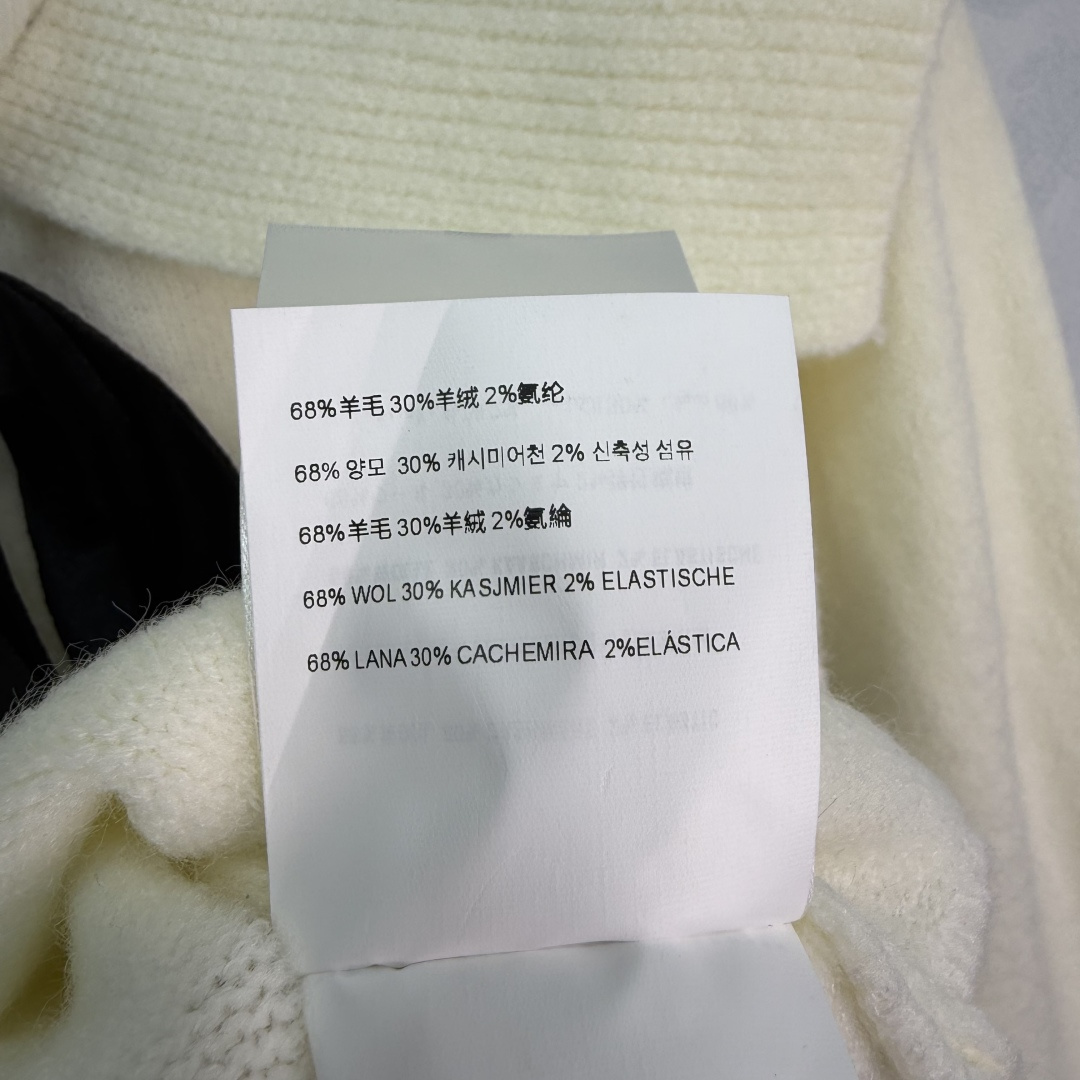 68%羊毛 30%羊绒 2%氨纶
68% 양모 30% 캐시미어천 2% 신축성 섬유
68%羊毛 30%羊絨 2%氨綸
68% WOL 30% KASJMIER 2% ELASTISCHE
68% LANA 30% CACHEMIRA 2%ELÁSTICA